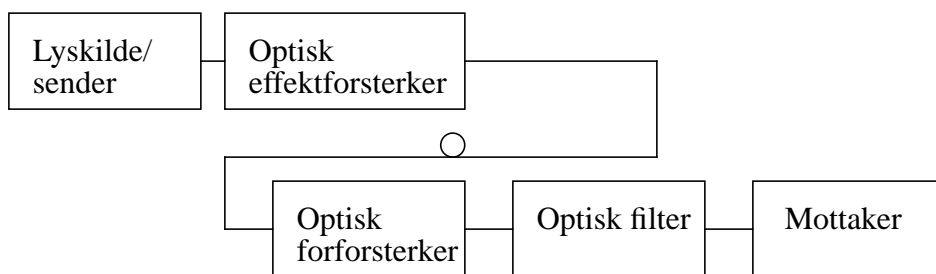 Lyskilde/
sender
Optisk
effektforsterker
Optisk
forforsterker
Optisk filter
Mottaker